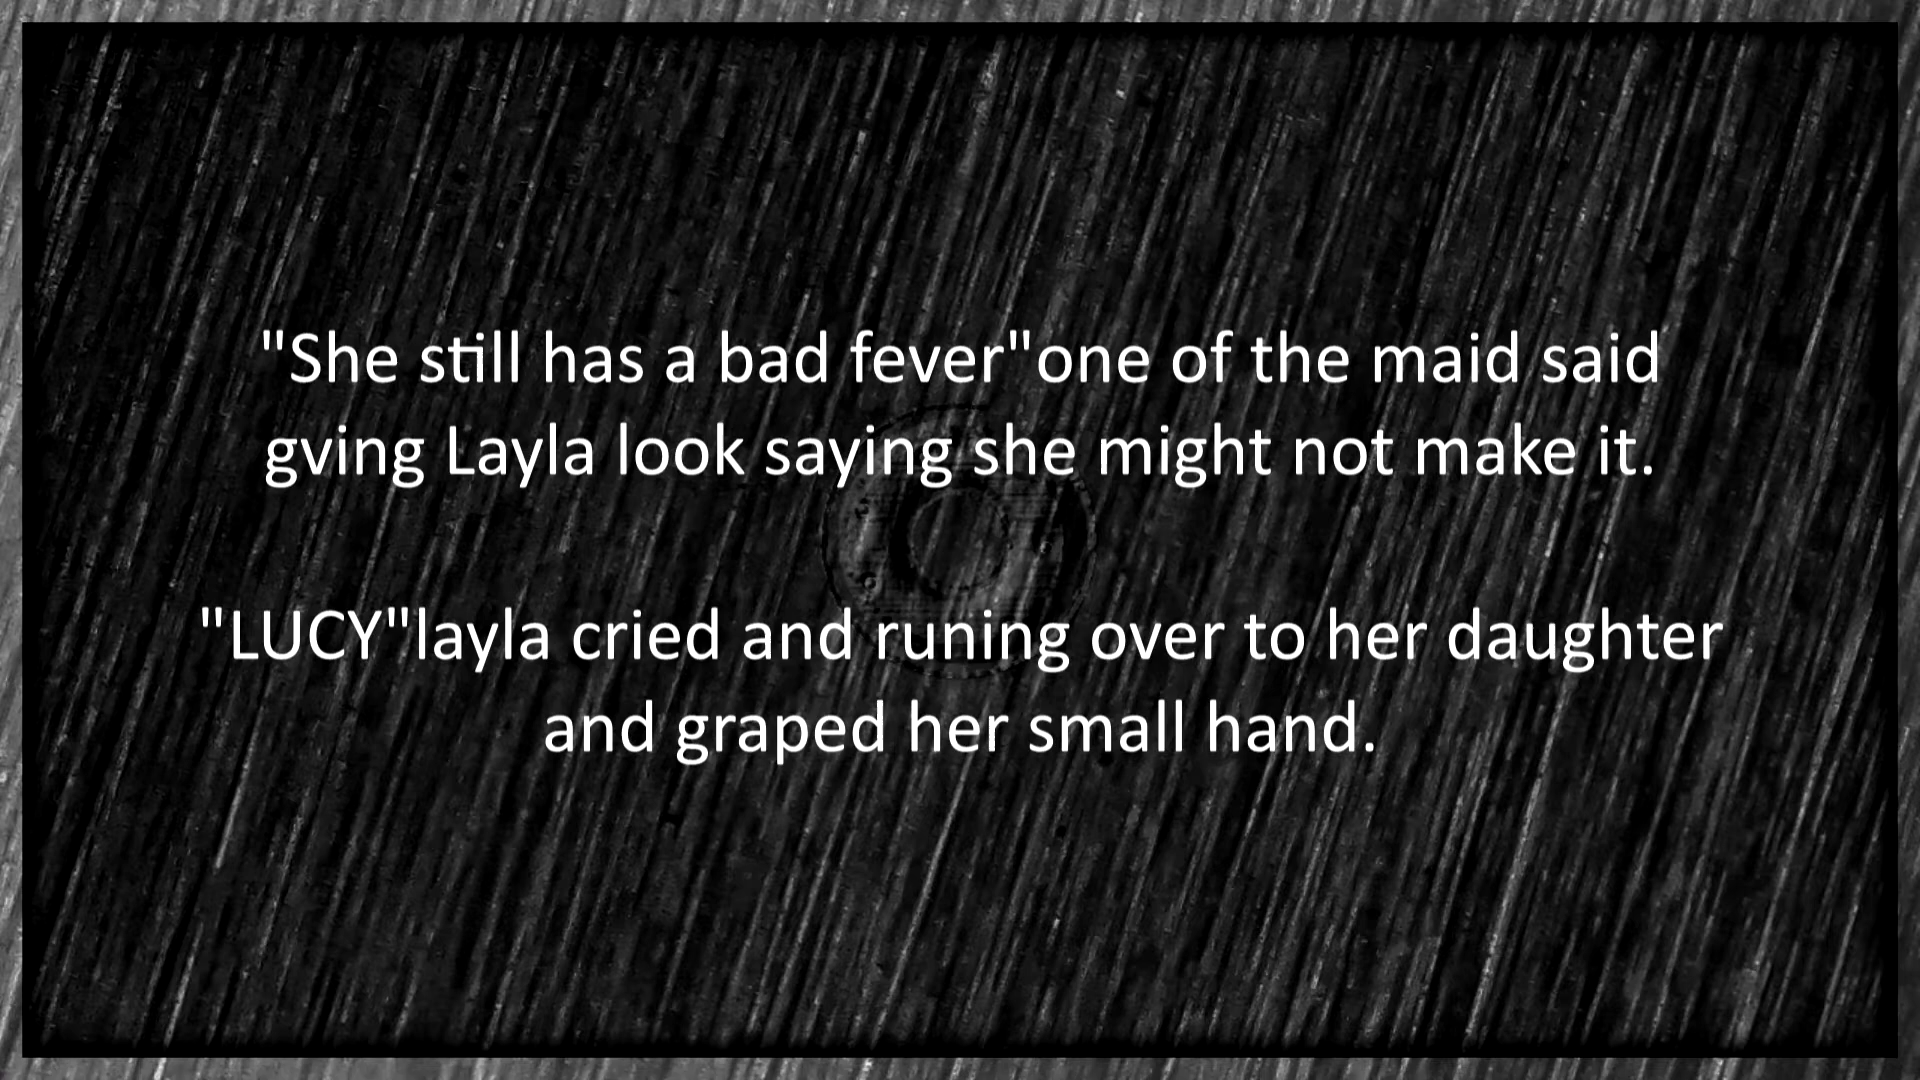 "She still has a bad fever"one of the maid said
gving Layla look saying she might not make it.
"LUCY"layla cried and runing over to her daughter
and graped her small hand.